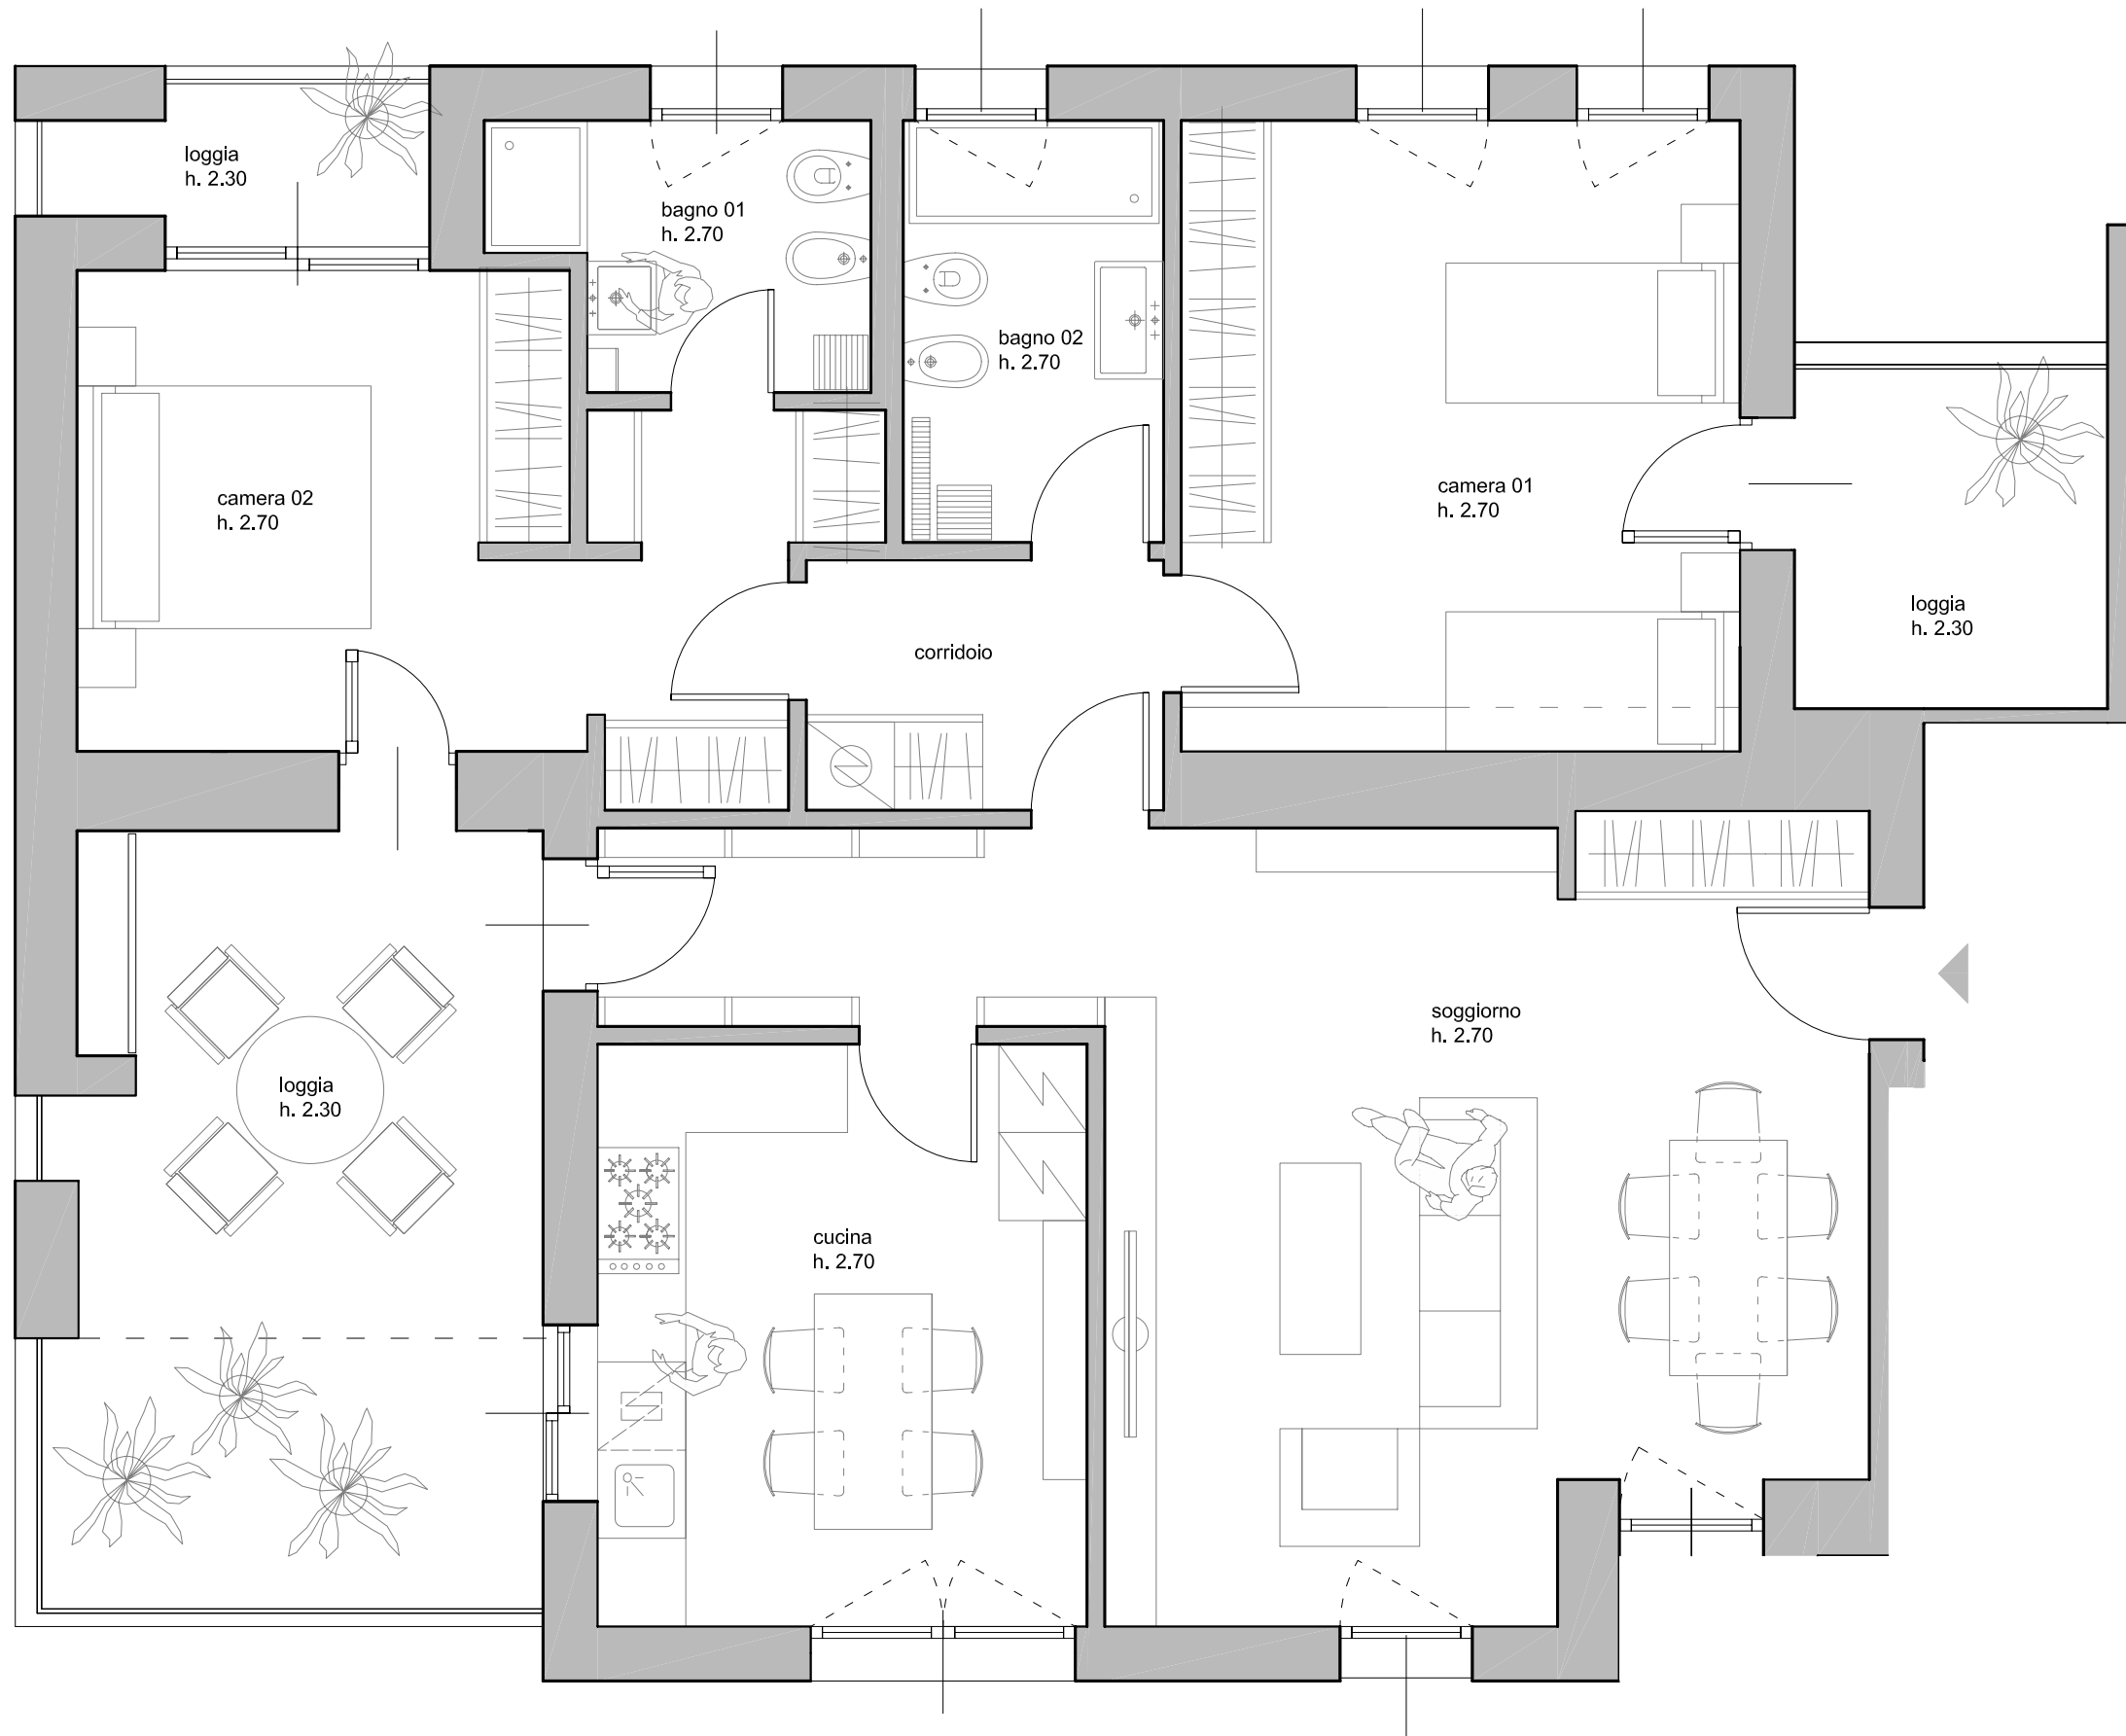 loggia
h. 2.30
bagno 01
h. 2.70
bagno 02
h. 2.70
camera 02
h. 2.70
camera 01
h. 2.70
loggia
h. 2.30
corridoio
soggiorno
h. 2.70
loggia
h. 2.30
cucina
h. 2.70